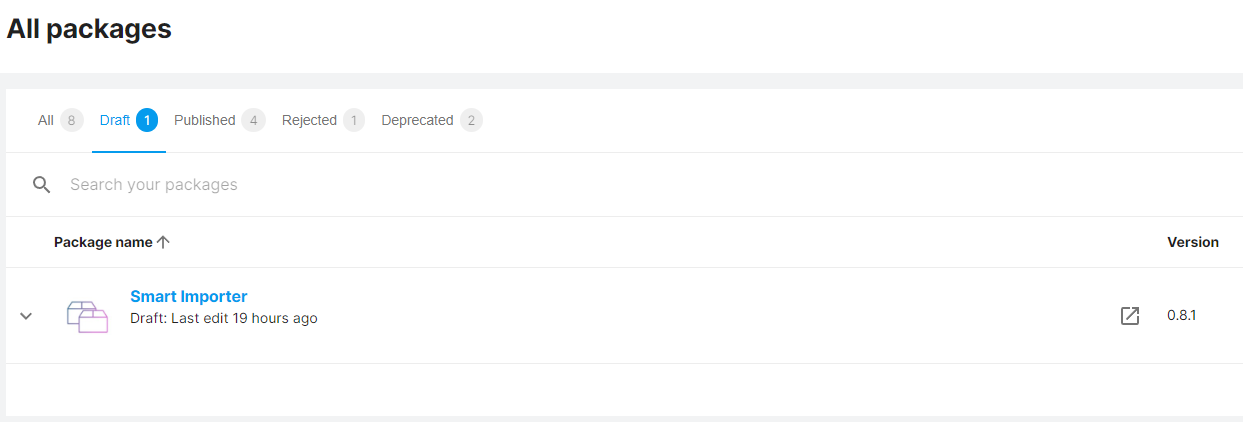 All packages
All 8 Draft 1 Published 4 Rejected 1 Deprecated 2
Search your packages
Package name Version
Smart Importer
Draft: Last edit 19 hours ago
0.8.1